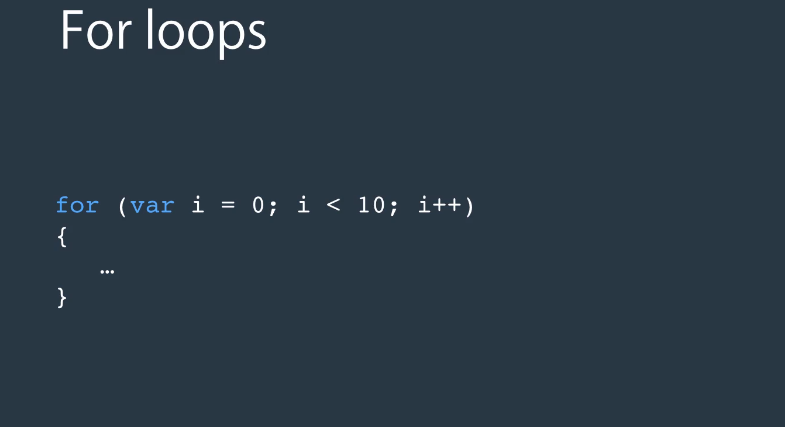 For loops
for (var i = 0; i < 10; i++)
{
…
}